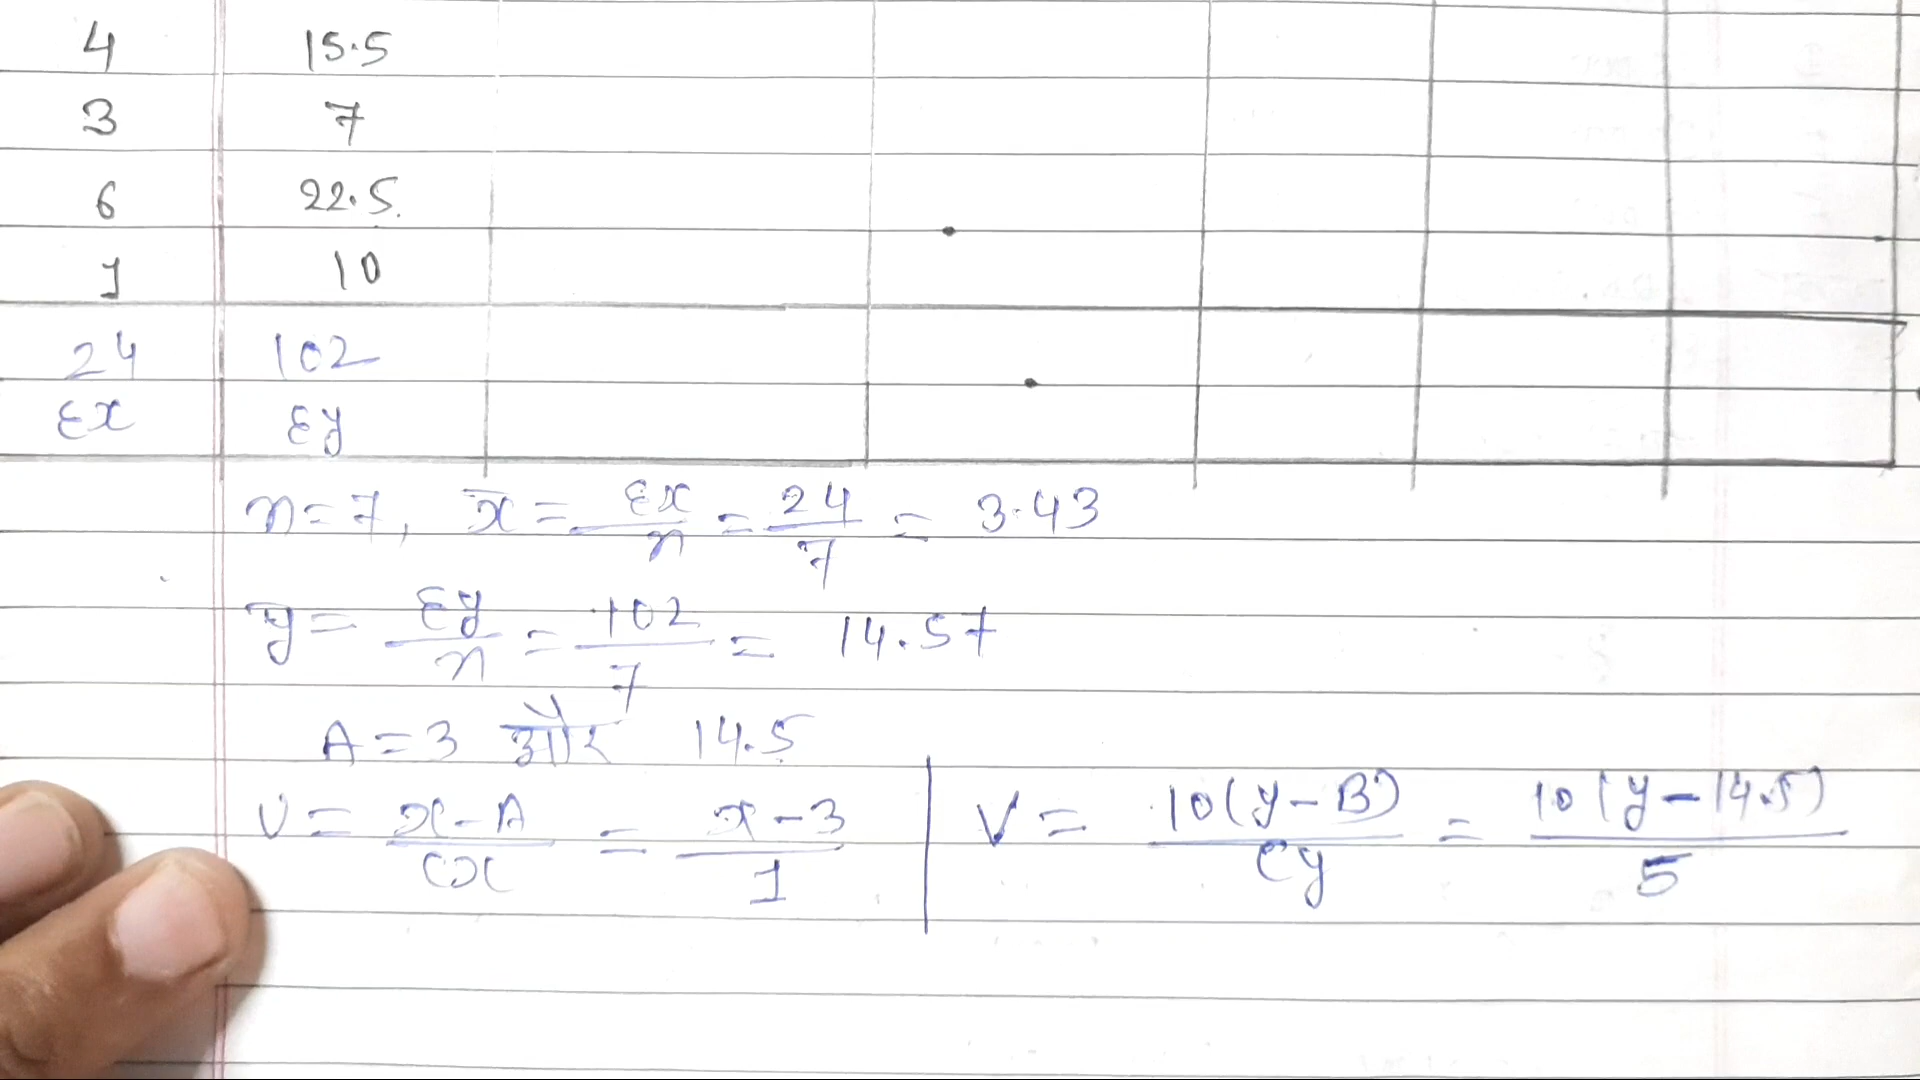 4 15.5
3 7
6 22.5
1 10
24 102
Σx Σy
n=7, x̄ = Σx/n = 24/7 = 3.43
ȳ = Σy/n = 102/7 = 14.57
A=3 और 14.5
U = x-A/Cx = x-3/1
V = 10(y-B)/Cy = 10(y-14.5)/5